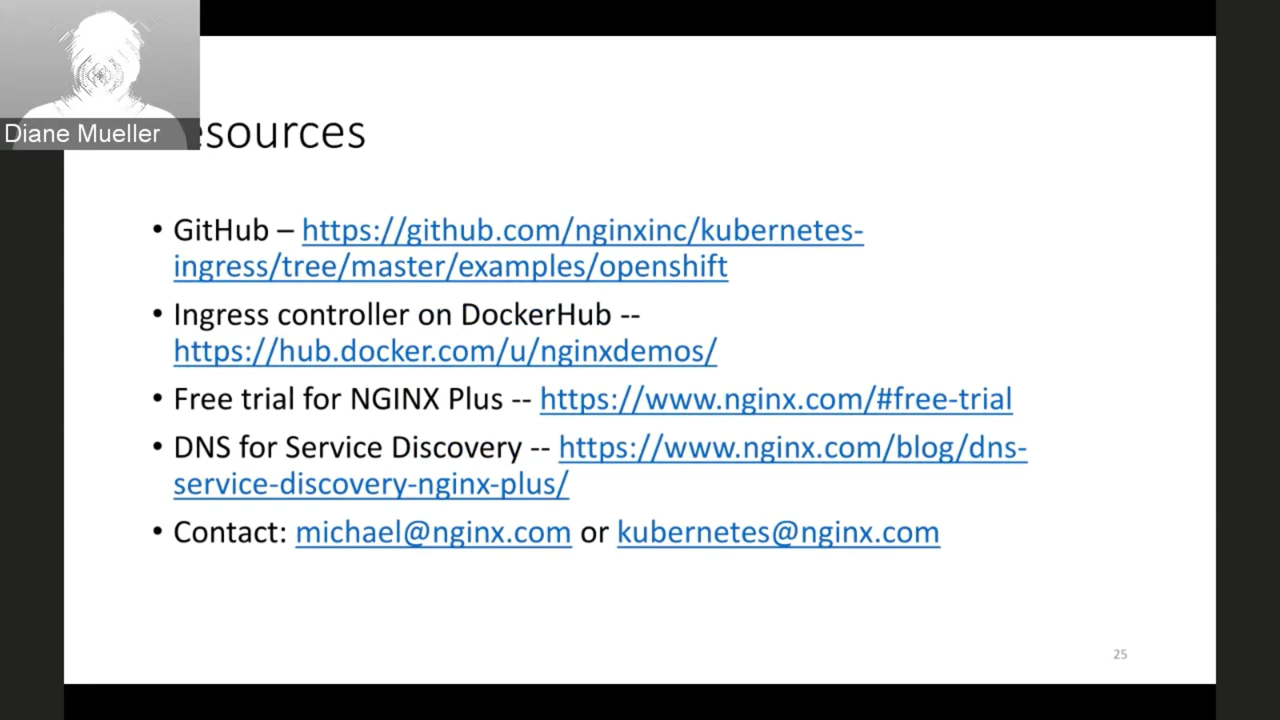 Diane Mueller
esources
• GitHub – https://github.com/nginxinc/kubernetes-
ingress/tree/master/examples/openshift
• Ingress controller on DockerHub --
https://hub.docker.com/u/nginxdemos/
• Free trial for NGINX Plus -- https://www.nginx.com/#free-trial
• DNS for Service Discovery -- https://www.nginx.com/blog/dns-
service-discovery-nginx-plus/
• Contact: michael@nginx.com or kubernetes@nginx.com
25